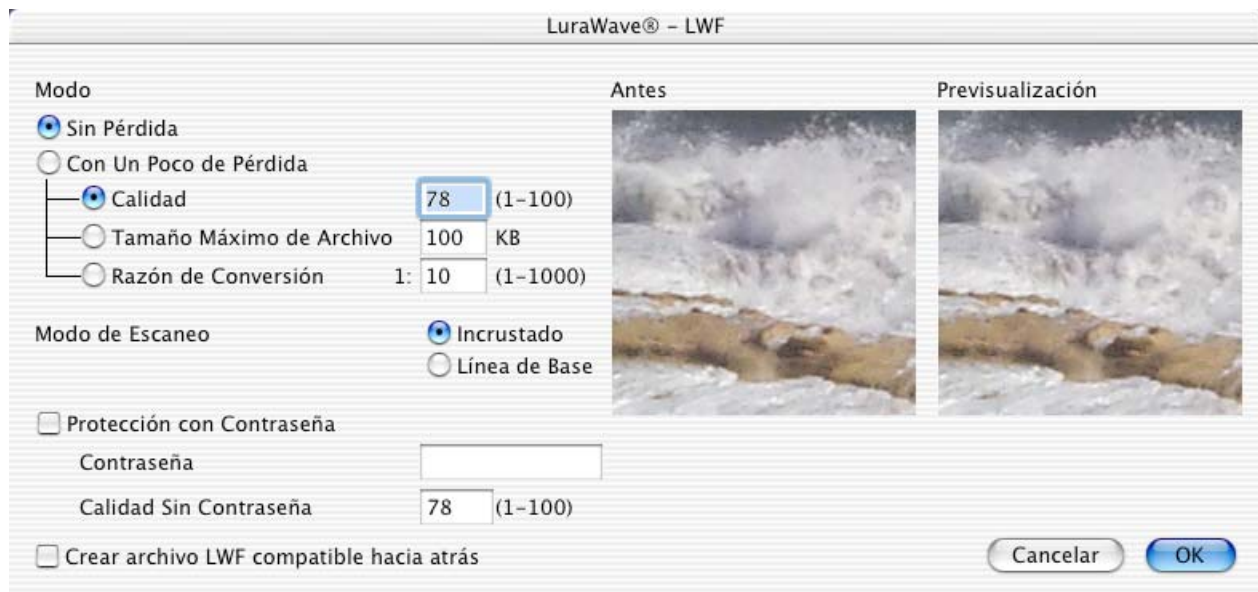 LuraWave® – LWF
Modo
Sin Pérdida
Con Un Poco de Pérdida
Calidad 78 (1–100)
Tamaño Máximo de Archivo 100 KB
Razón de Conversión 1: 10 (1–1000)
Modo de Escaneo Incrustado
Línea de Base
Protección con Contraseña
Contraseña
Calidad Sin Contraseña 78 (1–100)
Crear archivo LWF compatible hacia atrás
Antes
Previsualización
Cancelar
OK